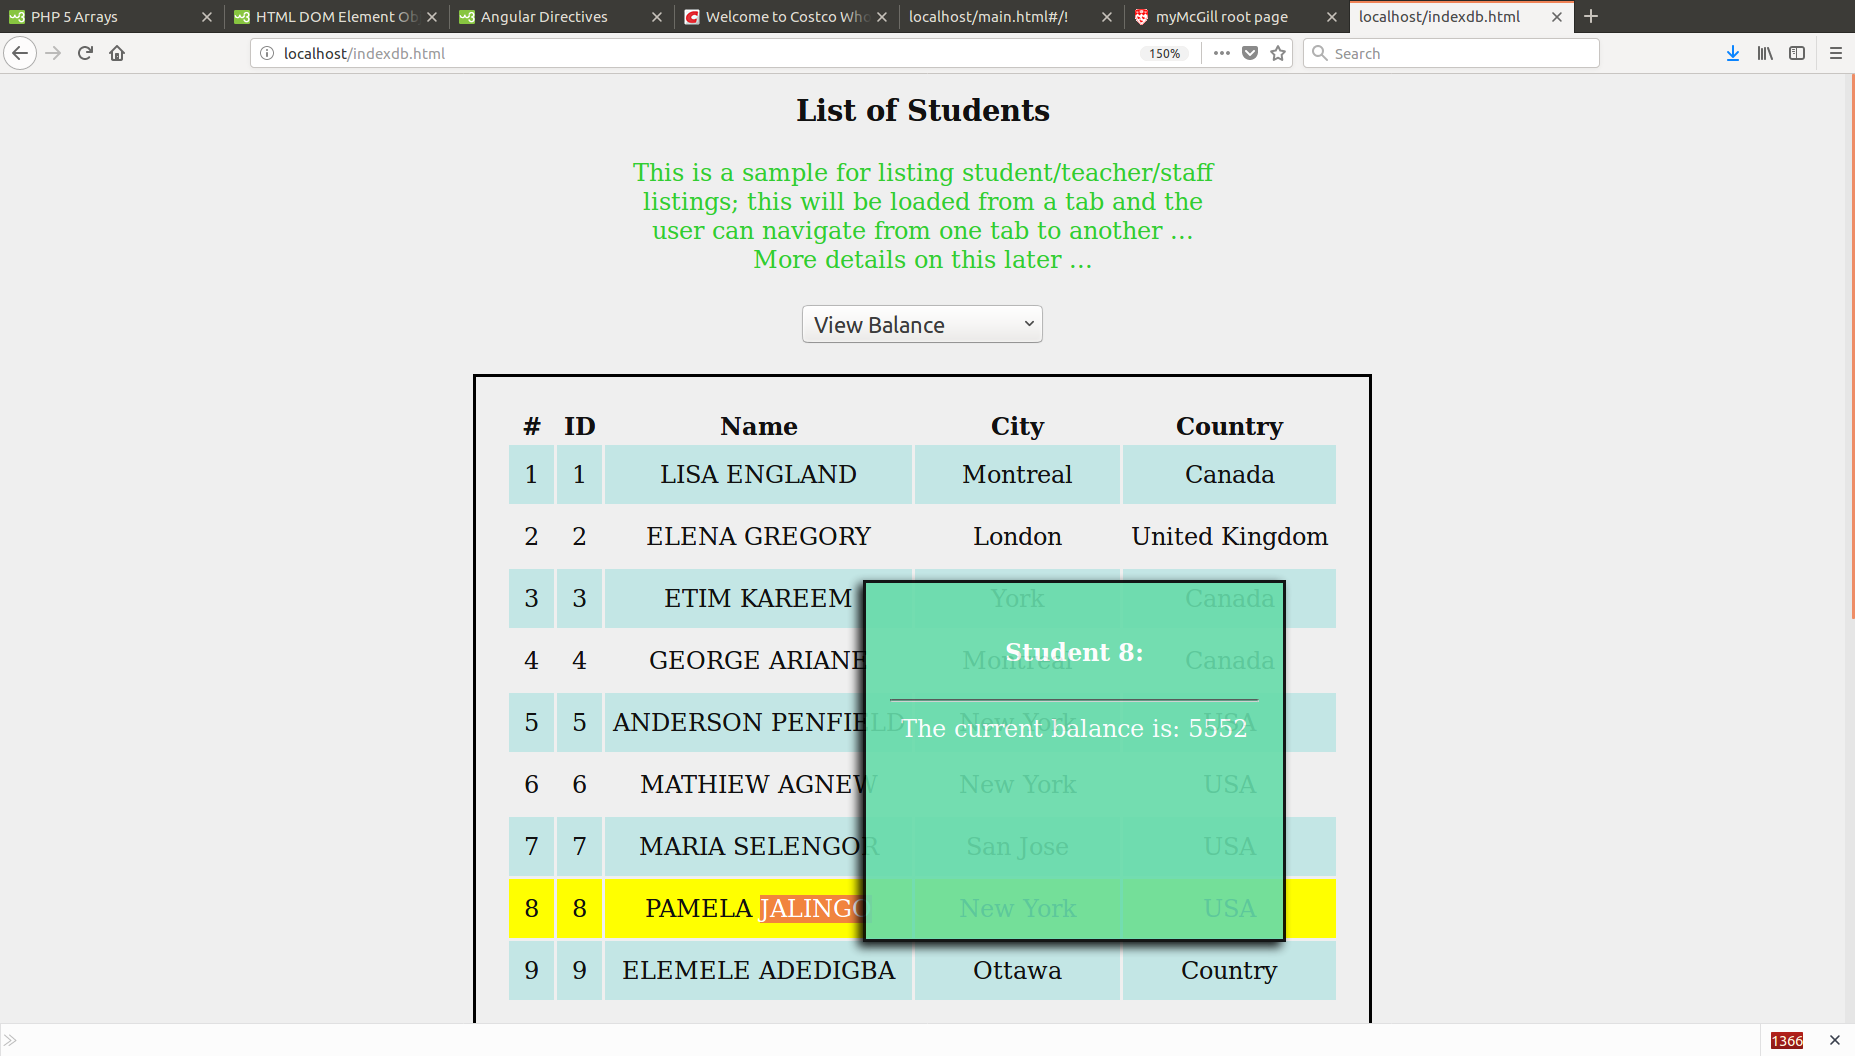 PHP 5 Arrays
HTML DOM Element Ob
Angular Directives
Welcome to Costco Who
localhost/main.html#/!
myMcGill root page
localhost/indexdb.html
localhost/indexdb.html
150%
Search
List of Students
This is a sample for listing student/teacher/staff
listings; this will be loaded from a tab and the
user can navigate from one tab to another ...
More details on this later ...
View Balance
# ID Name City Country
1 1 LISA ENGLAND Montreal Canada
2 2 ELENA GREGORY London United Kingdom
3 3 ETIM KAREEM York Canada
4 4 GEORGE ARIANE Montreal Canada
5 5 ANDERSON PENFIELD New York USA
6 6 MATHIEW AGNEW New York USA
7 7 MARIA SELENGOR San Jose USA
8 8 PAMELA JALINGO New York USA
9 9 ELEMELE ADEDIGBA Ottawa Country
Student 8:
The current balance is: 5552
1366